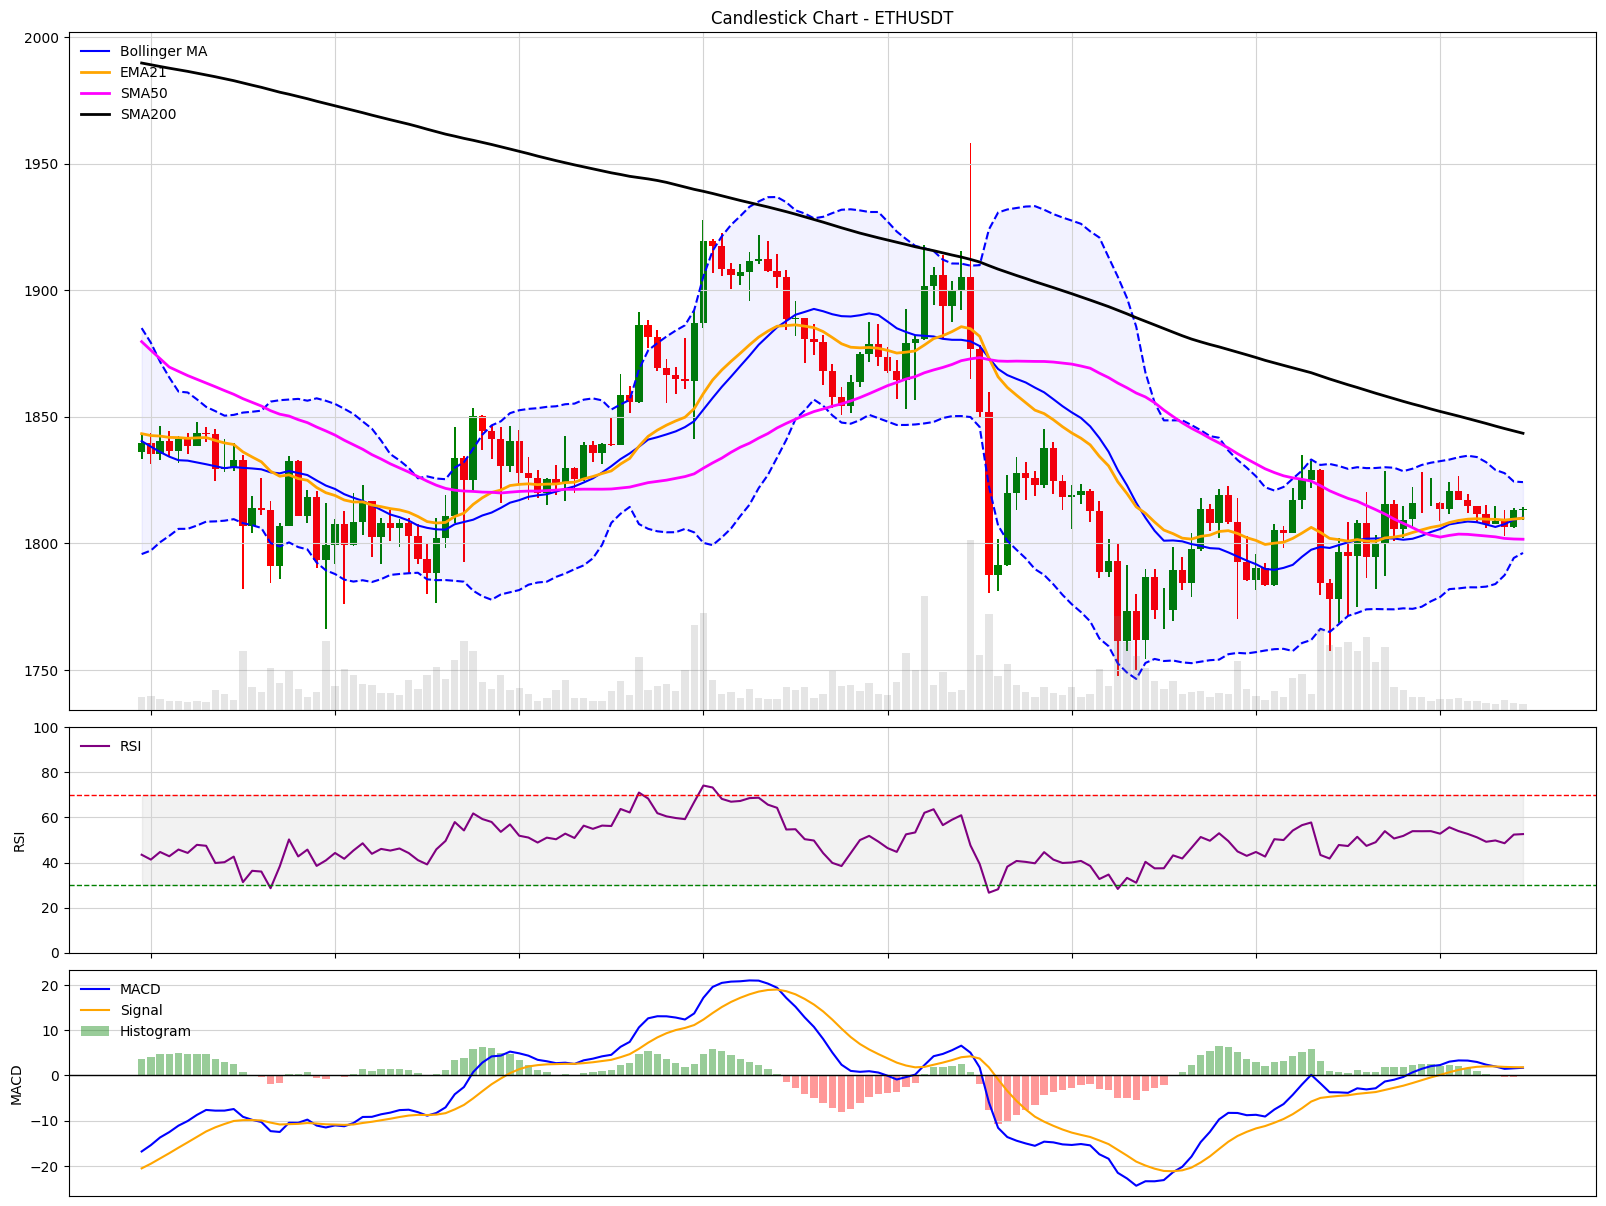 Candlestick Chart - ETHUSDT
2000
1950
1900
1850
1800
1750
Bollinger MA
EMA21
SMA50
SMA200
100
80
60
40
20
0
RSI
RSI
20
10
0
−10
−20
MACD
MACD
Signal
Histogram